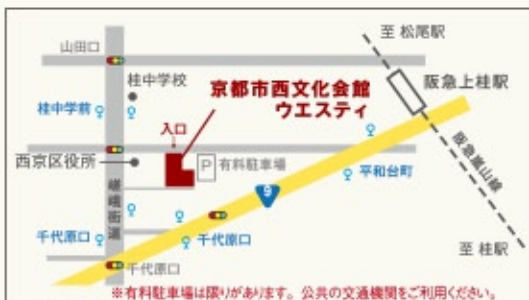 至 松尾駅
山田口
阪急上桂駅
桂中学校
京都市西文化会館
ウエスティ
桂中学前
入口
阪急嵐山線
西京区役所
P
有料駐車場
平和台町
9
嵯峨街道
千代原口
千代原口
至 桂駅
千代原口
※有料駐車場は限りがあります。公共の交通機関をご利用ください。